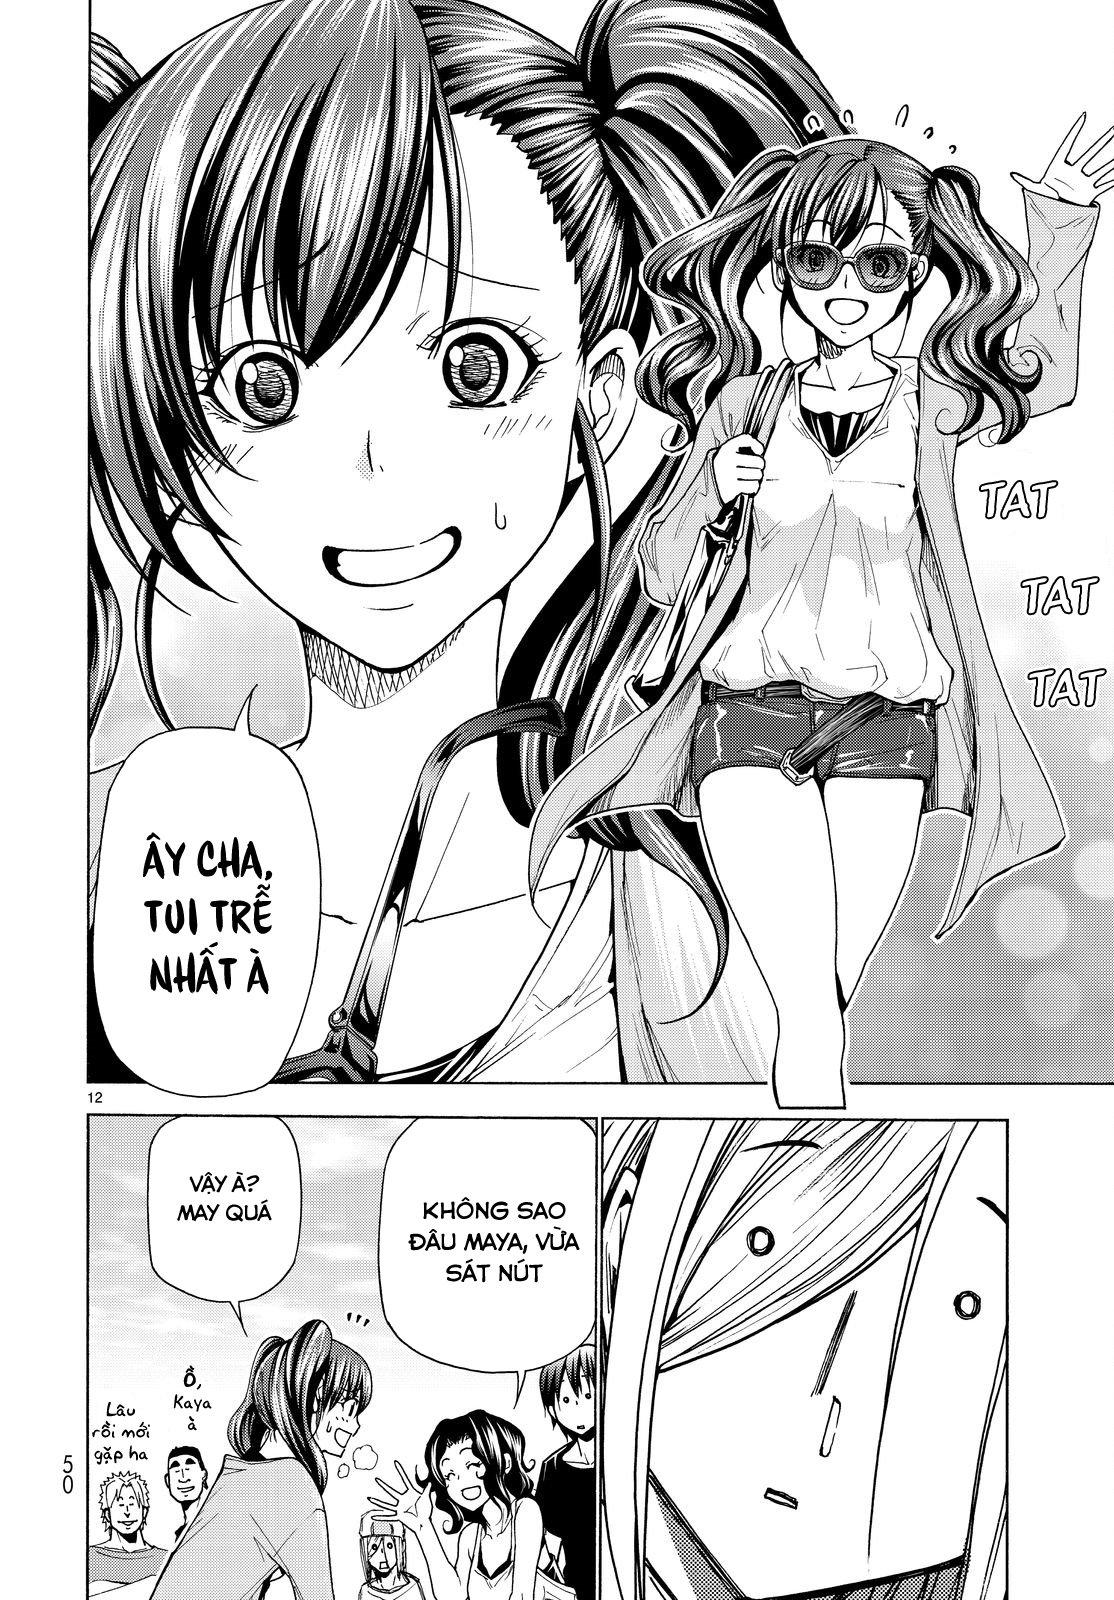 TAT
TAT
TAT
ÂY CHA,
TUI TRỄ
NHẤT À
12
KHÔNG SAO
ĐÂU MAYA, VỪA
SÁT NÚT
VẬY À?
MAY QUÁ
Ồ,
Kaya
à
Lâu
rồi mới
gặp ha
50